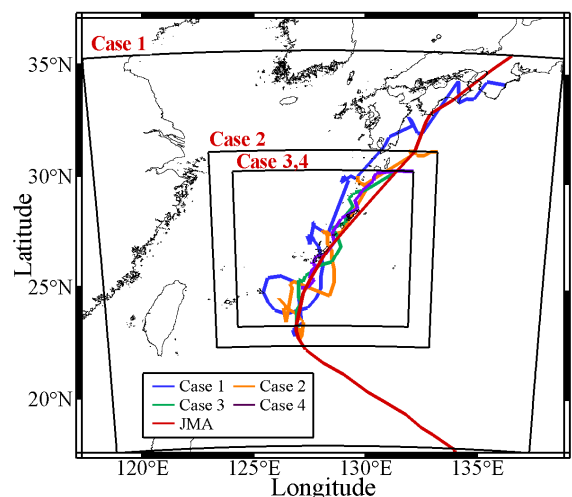 Case 1
35°N
Case 2
Case 3,4
30°N
Latitude
25°N
20°N
Case 1 Case 2
Case 3 Case 4
JMA
120°E 125°E 130°E 135°E
Longitude